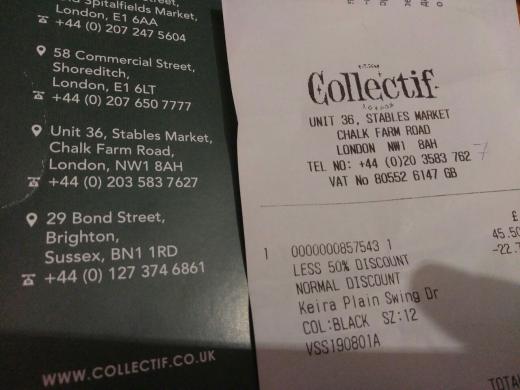 Spitalfields Market,
London, E1 6AA
+44 (0) 207 247 5604
58 Commercial Street,
Shoreditch,
London, E1 6LT
+44 (0) 207 650 7777
Unit 36, Stables Market,
Chalk Farm Road,
London, NW1 8AH
+44 (0) 203 583 7627
29 Bond Street,
Brighton,
Sussex, BN1 1RD
+44 (0) 127 374 6861
WWW.COLLECTIF.CO.UK
Collectif
LONDON
UNIT 36, STABLES MARKET
CHALK FARM ROAD
LONDON NW1 8AH
TEL NO: +44 (0)20 3583 762 7
VAT No 80552 6147 GB
£
1 0000000857543 1 45.50
LESS 50% DISCOUNT -22.7
NORMAL DISCOUNT
Keira Plain Swing Dr
COL:BLACK SZ:12
VSS190801A
TOTA